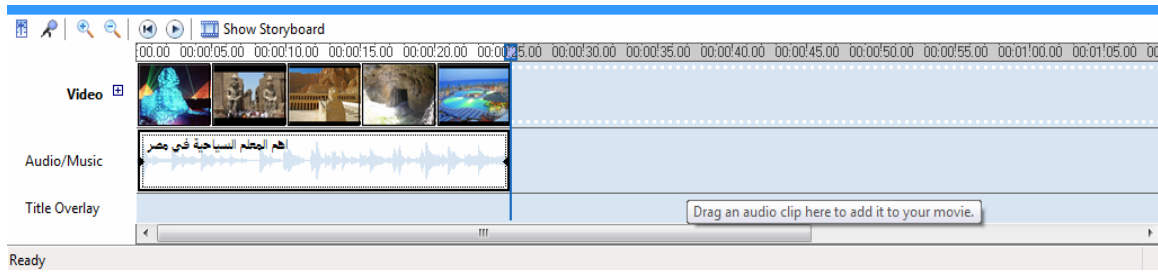 Show Storyboard
:00.00 00:00:05.00 00:00:10.00 00:00:15.00 00:00:20.00 00:00:25.00 00:00:30.00 00:00:35.00 00:00:40.00 00:00:45.00 00:00:50.00 00:00:55.00 00:01:00.00 00:01:05.00 00
Video
Audio/Music
اهم المعلم السياحية في مصر
Title Overlay
Drag an audio clip here to add it to your movie.
Ready